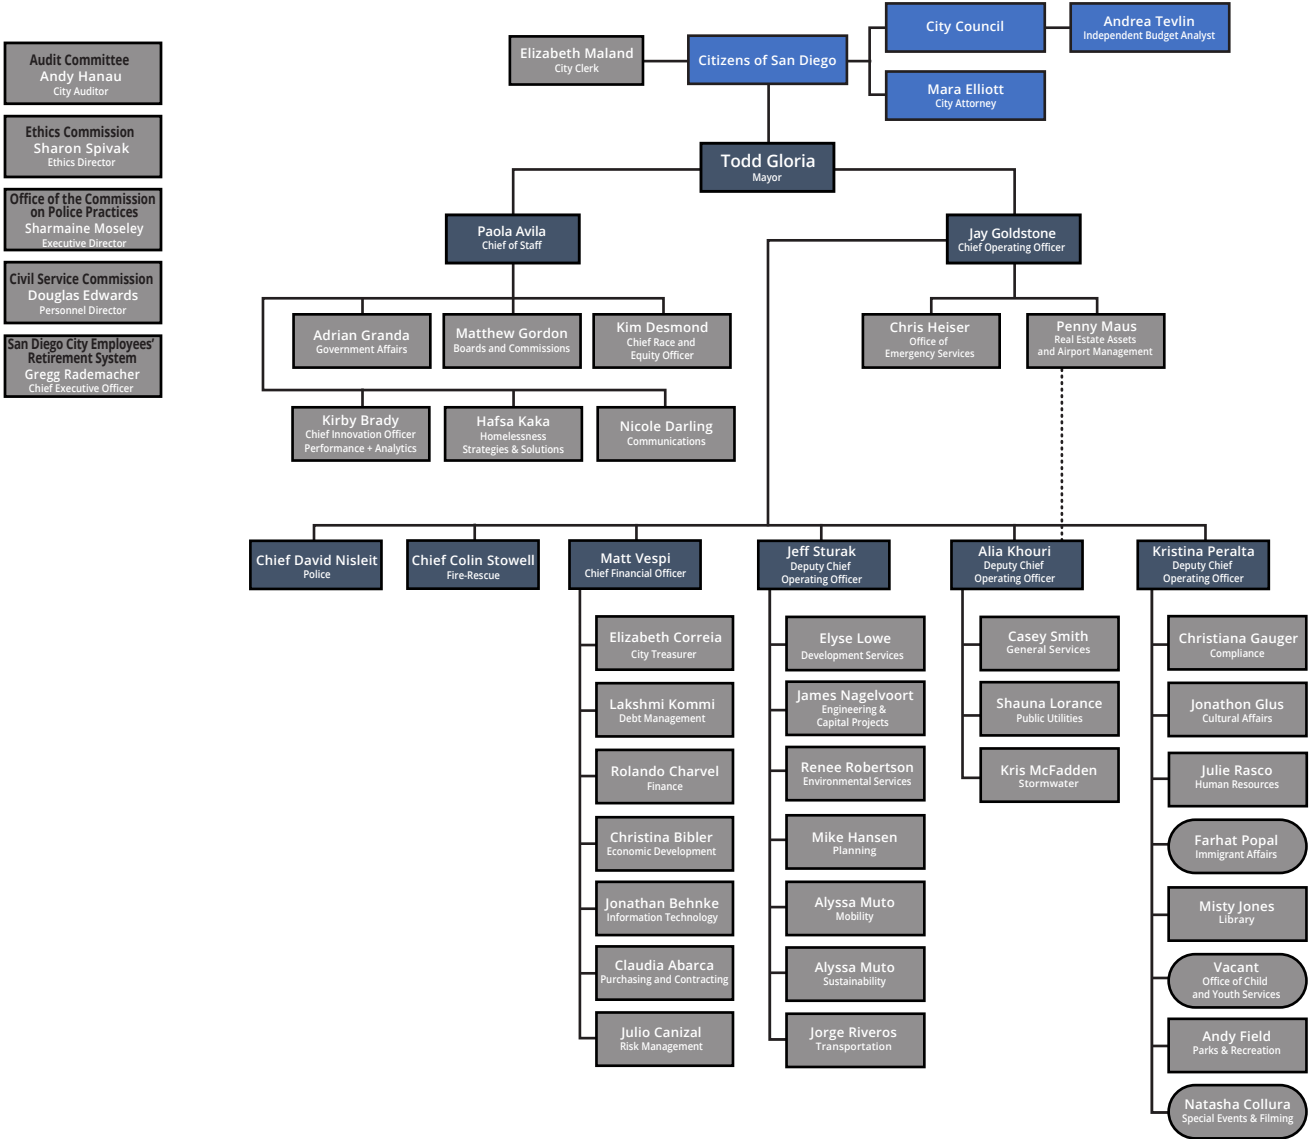 City Council
Andrea Tevlin
Independent Budget Analyst
Elizabeth Maland
City Clerk
Citizens of San Diego
Mara Elliott
City Attorney
Audit Committee
Andy Hanau
City Auditor
Ethics Commission
Sharon Spivak
Ethics Director
Office of the Commission
on Police Practices
Sharmaine Moseley
Executive Director
Civil Service Commission
Douglas Edwards
Personnel Director
San Diego City Employees'
Retirement System
Gregg Rademacher
Chief Executive Officer
Todd Gloria
Mayor
Paola Avila
Chief of Staff
Jay Goldstone
Chief Operating Officer
Adrian Granda
Government Affairs
Matthew Gordon
Boards and Commissions
Kim Desmond
Chief Race and
Equity Officer
Chris Heiser
Office of
Emergency Services
Penny Maus
Real Estate Assets
and Airport Management
Kirby Brady
Chief Innovation Officer
Performance + Analytics
Hafsa Kaka
Homelessness
Strategies & Solutions
Nicole Darling
Communications
Chief David Nisleit
Police
Chief Colin Stowell
Fire-Rescue
Matt Vespi
Chief Financial Officer
Jeff Sturak
Deputy Chief
Operating Officer
Alia Khouri
Deputy Chief
Operating Officer
Kristina Peralta
Deputy Chief
Operating Officer
Elizabeth Correia
City Treasurer
Lakshmi Kommi
Debt Management
Rolando Charvel
Finance
Christina Bibler
Economic Development
Jonathan Behnke
Information Technology
Claudia Abarca
Purchasing and Contracting
Julio Canizal
Risk Management
Elyse Lowe
Development Services
James Nagelvoort
Engineering &
Capital Projects
Renee Robertson
Environmental Services
Mike Hansen
Planning
Alyssa Muto
Mobility
Alyssa Muto
Sustainability
Jorge Riveros
Transportation
Casey Smith
General Services
Shauna Lorance
Public Utilities
Kris McFadden
Stormwater
Christiana Gauger
Compliance
Jonathon Glus
Cultural Affairs
Julie Rasco
Human Resources
Farhat Popal
Immigrant Affairs
Misty Jones
Library
Vacant
Office of Child
and Youth Services
Andy Field
Parks & Recreation
Natasha Collura
Special Events & Filming